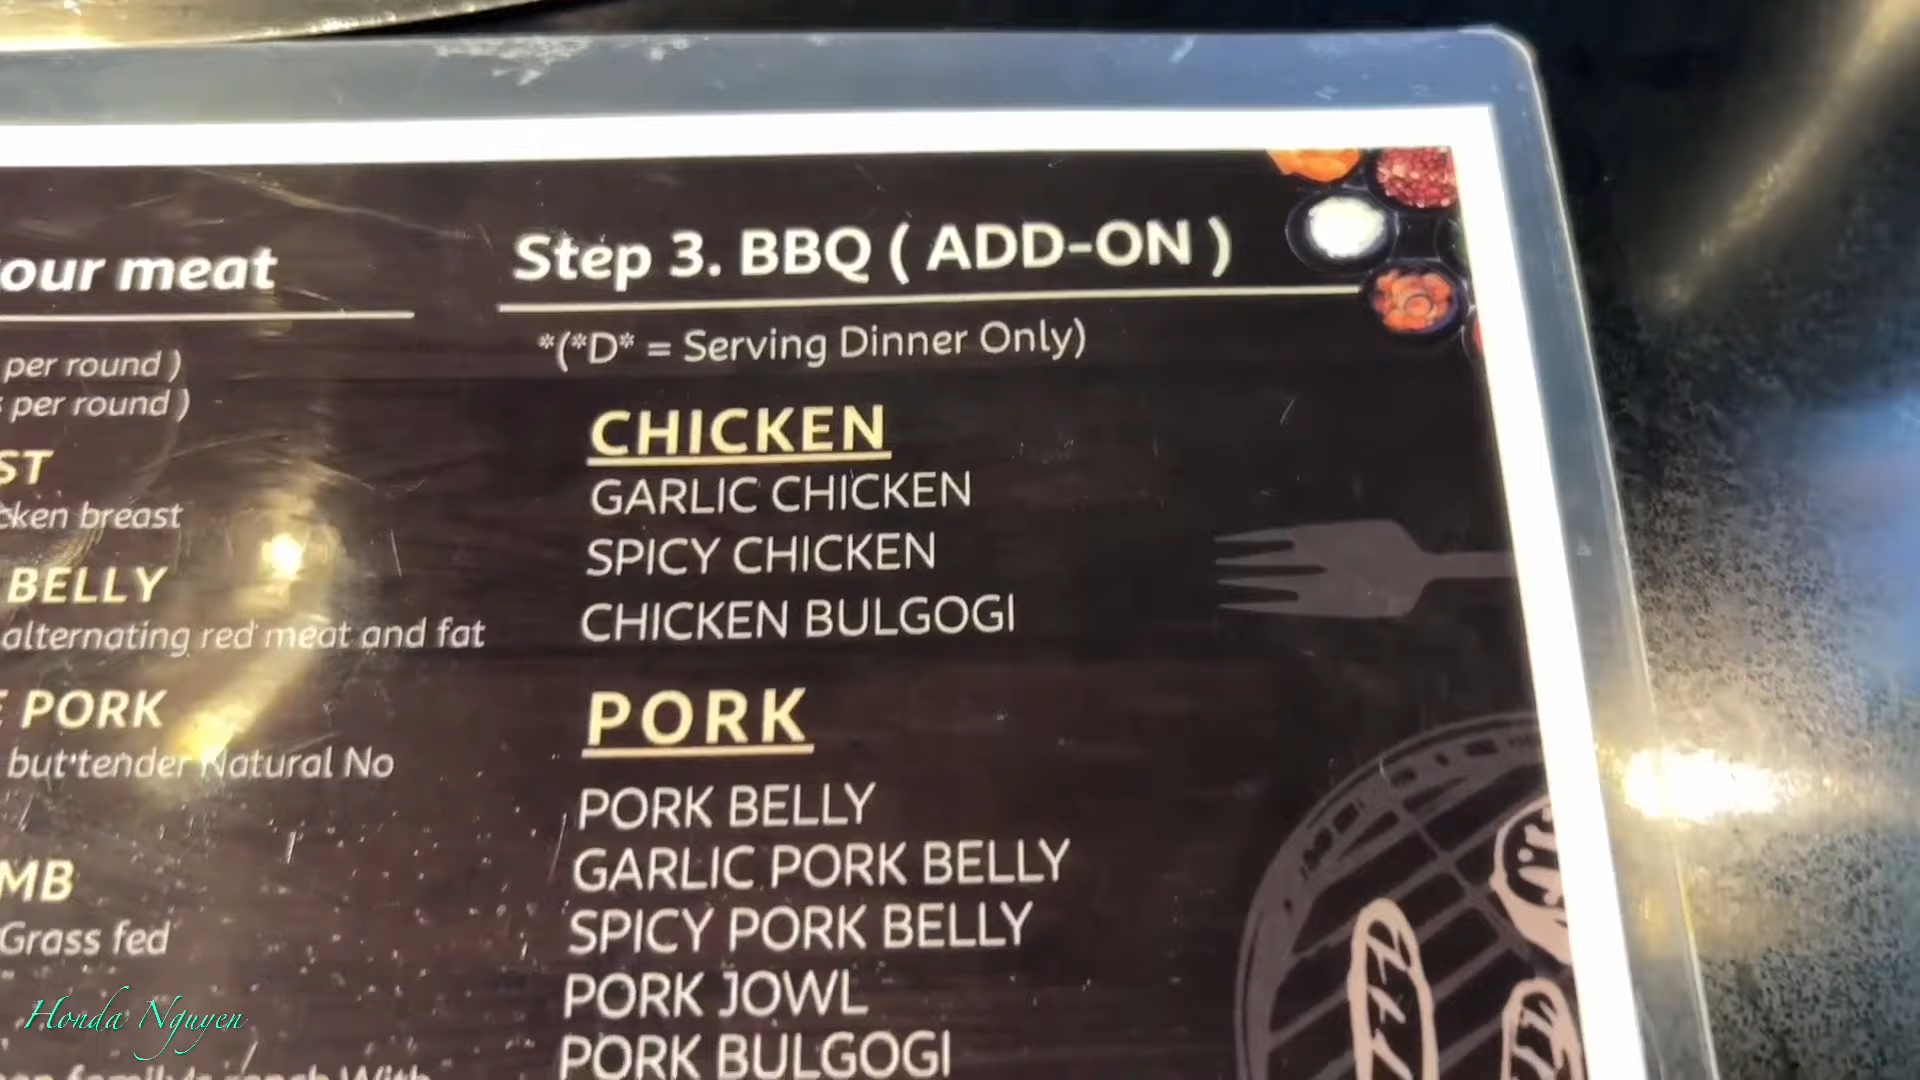 our meat
per round )
per round )
ST
cken breast
BELLY
alternating red meat and fat
E PORK
but tender Natural No
MB
Grass fed
Step 3. BBQ ( ADD-ON )
*(*D* = Serving Dinner Only)
CHICKEN
GARLIC CHICKEN
SPICY CHICKEN
CHICKEN BULGOGI
PORK
PORK BELLY
GARLIC PORK BELLY
SPICY PORK BELLY
PORK JOWL
PORK BULGOGI
Honda Nguyen